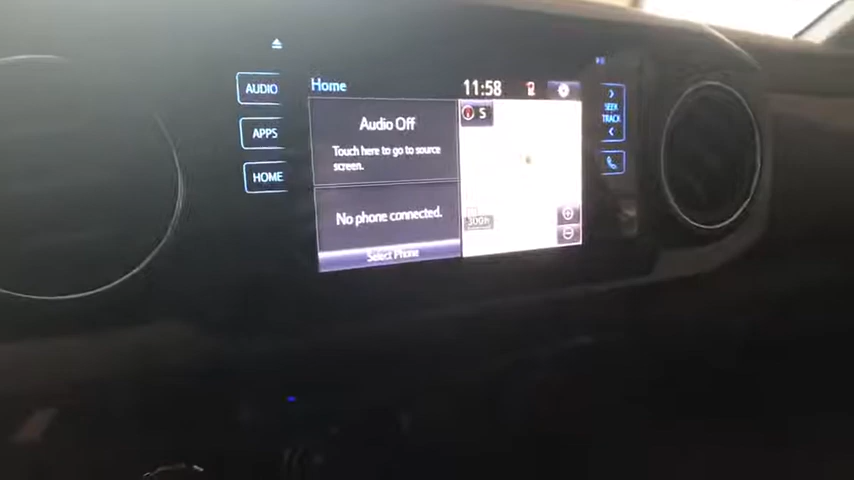 AUDIO
APPS
HOME
Home
11:58
Audio Off
Touch here to go to source
screen.
No phone connected.
Select Phone
S
300ft
+
−
>
SEEK
TRACK
<